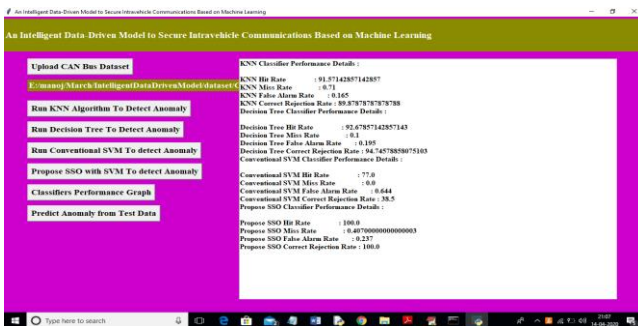 An Intelligent Data-Driven Model to Secure Intravehicle Communications Based on Machine Learning
An Intelligent Data-Driven Model to Secure Intravehicle Communications Based on Machine Learning
Upload CAN Bus Dataset
E:/manoj/March/IntelligentDataDrivenModel/dataset/C
Run KNN Algorithm To Detect Anomaly
Run Decision Tree To Detect Anomaly
Run Conventional SVM To detect Anomaly
Propose SSO with SVM To detect Anomaly
Classifiers Performance Graph
Predict Anomaly from Test Data
KNN Classifier Performance Details :
KNN Hit Rate : 91.57142857142857
KNN Miss Rate : 0.71
KNN False Alarm Rate : 0.165
KNN Correct Rejection Rate : 89.87878787878788
Decision Tree Classifier Performance Details :
Decision Tree Hit Rate : 92.67857142857143
Decision Tree Miss Rate : 0.1
Decision Tree False Alarm Rate : 0.195
Decision Tree Correct Rejection Rate : 94.74578858075103
Conventional SVM Classifier Performance Details :
Conventional SVM Hit Rate : 77.0
Conventional SVM Miss Rate : 0.0
Conventional SVM False Alarm Rate : 0.644
Conventional SVM Correct Rejection Rate : 38.5
Propose SSO Classifier Performance Details :
Propose SSO Hit Rate : 100.0
Propose SSO Miss Rate : 0.40700000000000003
Propose SSO False Alarm Rate : 0.237
Propose SSO Correct Rejection Rate : 100.0
Type here to search
21:07
14-04-2020